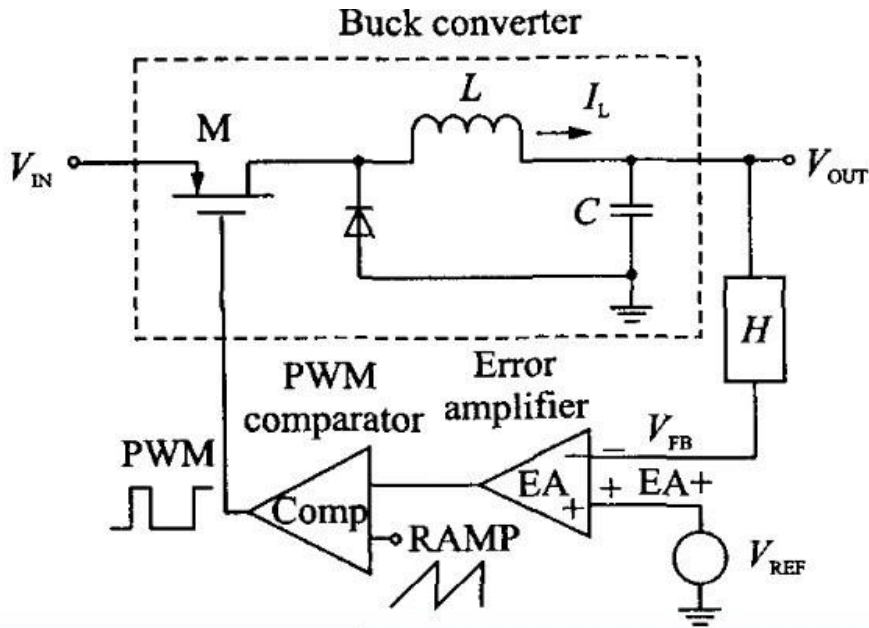 Buck converter
L
I_L
M
V_IN
V_OUT
C
H
PWM comparator
Error amplifier
V_FB
PWM
−
EA
+
+
EA+
Comp
RAMP
V_REF